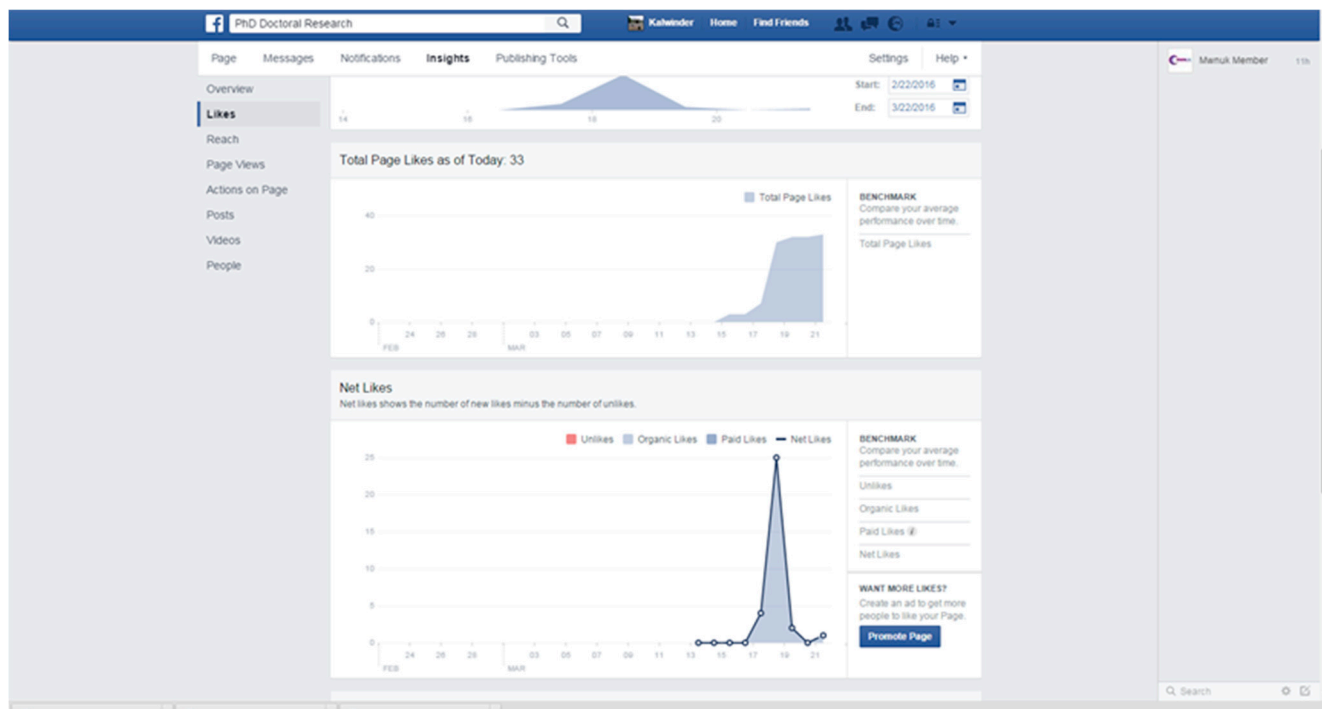 PhD Doctoral Research
Kalwinder Home Find Friends
Page Messages Notifications Insights Publishing Tools Settings Help
Overview
Likes
Reach
Page Views
Actions on Page
Posts
Videos
People
Start: 2/22/2016
End: 3/22/2016
14 16 18 20
Total Page Likes as of Today: 33
Total Page Likes
40
20
0
24 26 28 03 05 07 09 11 13 15 17 19 21
FEB MAR
BENCHMARK
Compare your average
performance over time.
Total Page Likes
Net Likes
Net likes shows the number of new likes minus the number of unlikes.
Unlikes Organic Likes Paid Likes Net Likes
25
20
15
10
5
0
24 26 28 03 05 07 09 11 13 15 17 19 21
FEB MAR
BENCHMARK
Compare your average
performance over time.
Unlikes
Organic Likes
Paid Likes
Net Likes
WANT MORE LIKES?
Create an ad to get more
people to like your Page.
Promote Page
Mwnuk Member 11h
Search